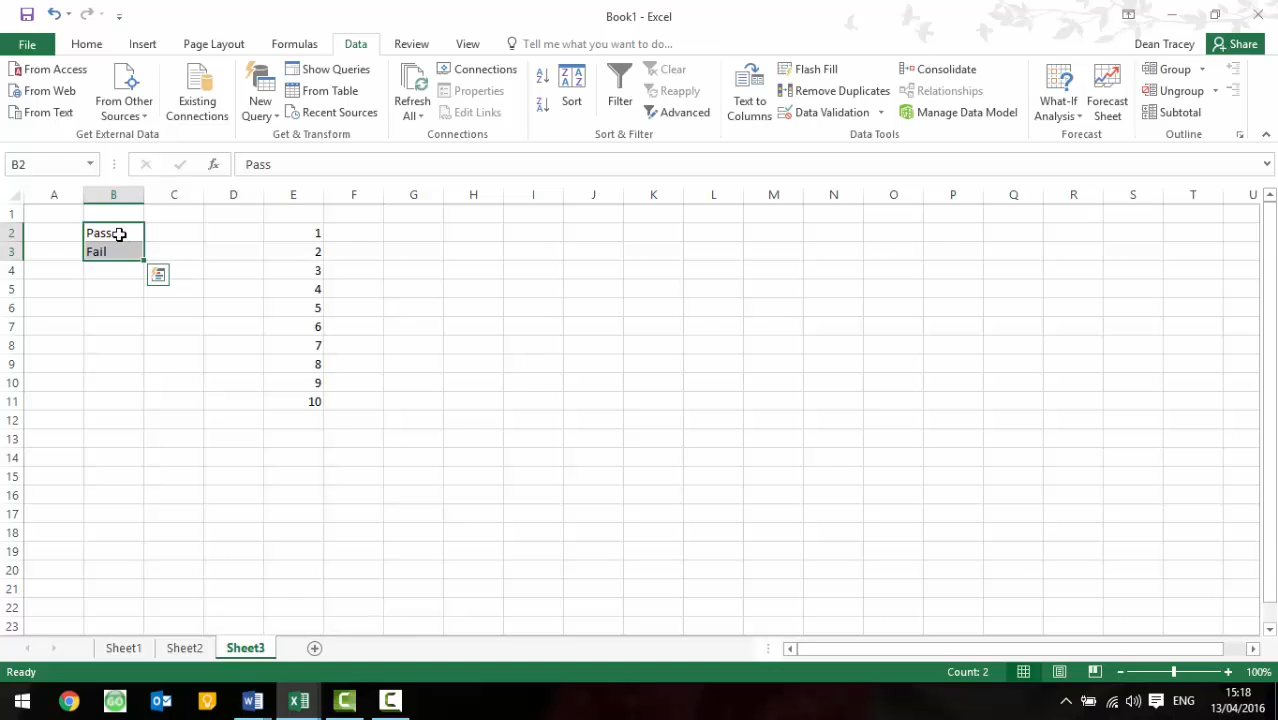 Book1 - Excel
File Home Insert Page Layout Formulas Data Review View Tell me what you want to do... Dean Tracey Share
From Access
From Web
From Text
From Other Sources
Existing Connections
Get External Data
New Query
Show Queries
From Table
Recent Sources
Get & Transform
Refresh All
Connections
Properties
Edit Links
Connections
Sort
Filter
Clear
Reapply
Advanced
Sort & Filter
Text to Columns
Flash Fill
Remove Duplicates
Data Validation
Consolidate
Relationships
Manage Data Model
Data Tools
What-If Analysis
Forecast Sheet
Forecast
Group
Ungroup
Subtotal
Outline
B2 fx Pass
A B C D E F G H I J K L M N O P Q R S T U
1
2 Pass 1
3 Fail 2
4 3
5 4
6 5
7 6
8 7
9 8
10 9
11 10
12
13
14
15
16
17
18
19
20
21
22
23
Sheet1 Sheet2 Sheet3
Ready Count: 2 100%
ENG 15:18
13/04/2016